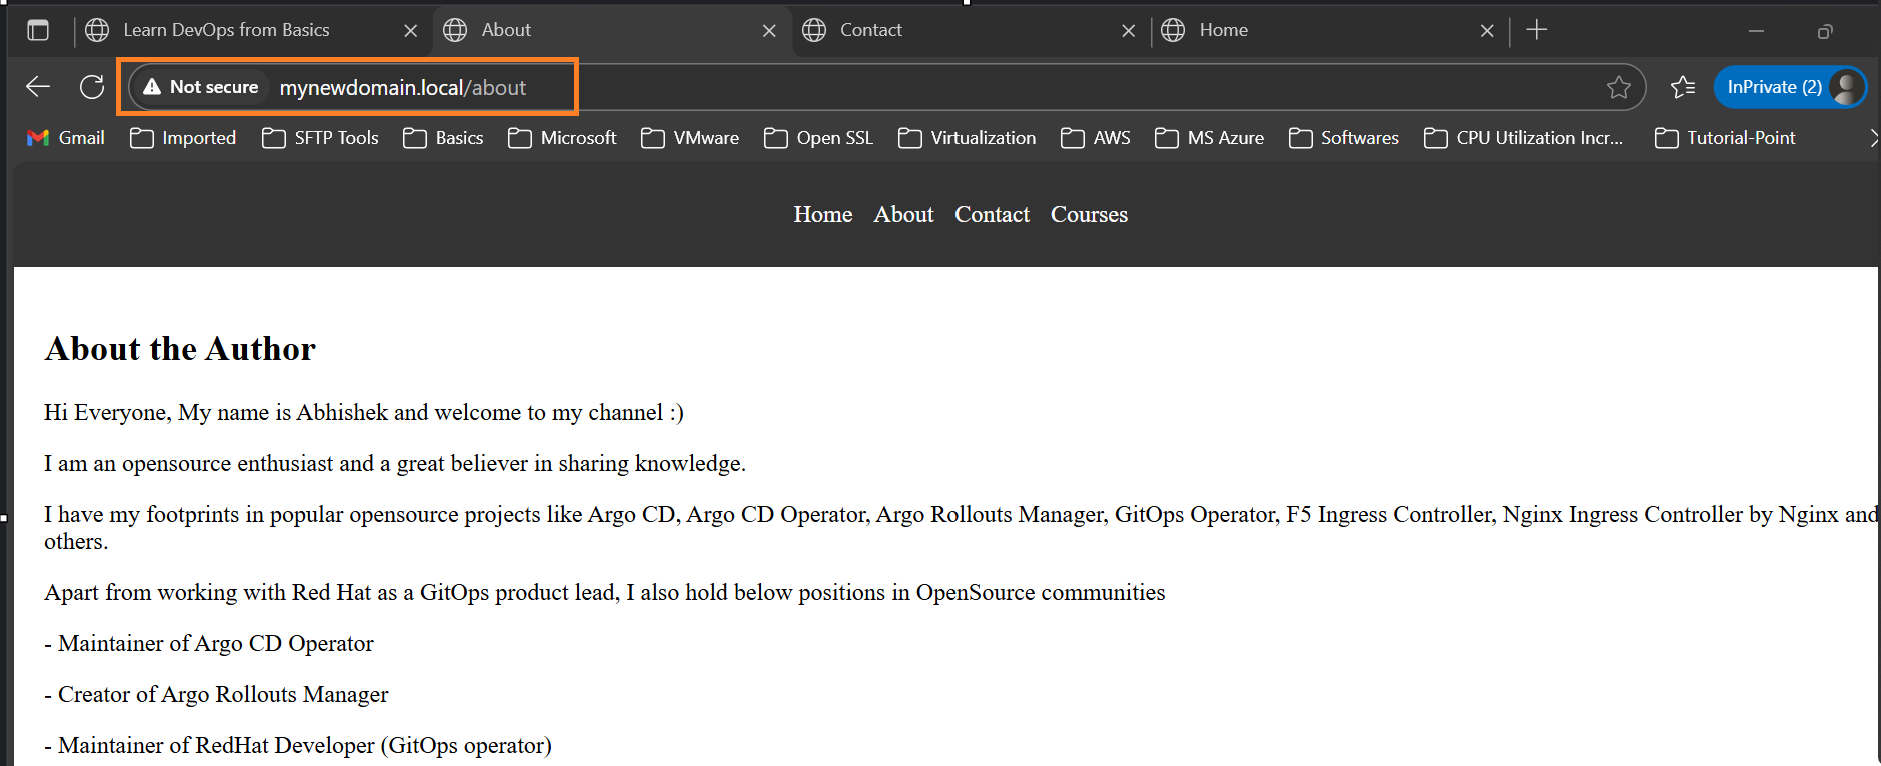 Learn DevOps from Basics
About
Contact
Home
Not secure mynewdomain.local/about
InPrivate (2)
Gmail Imported SFTP Tools Basics Microsoft VMware Open SSL Virtualization AWS MS Azure Softwares CPU Utilization Incr... Tutorial-Point
Home About Contact Courses
About the Author
Hi Everyone, My name is Abhishek and welcome to my channel :)
I am an opensource enthusiast and a great believer in sharing knowledge.
I have my footprints in popular opensource projects like Argo CD, Argo CD Operator, Argo Rollouts Manager, GitOps Operator, F5 Ingress Controller, Nginx Ingress Controller by Nginx and
others.
Apart from working with Red Hat as a GitOps product lead, I also hold below positions in OpenSource communities
- Maintainer of Argo CD Operator
- Creator of Argo Rollouts Manager
- Maintainer of RedHat Developer (GitOps operator)